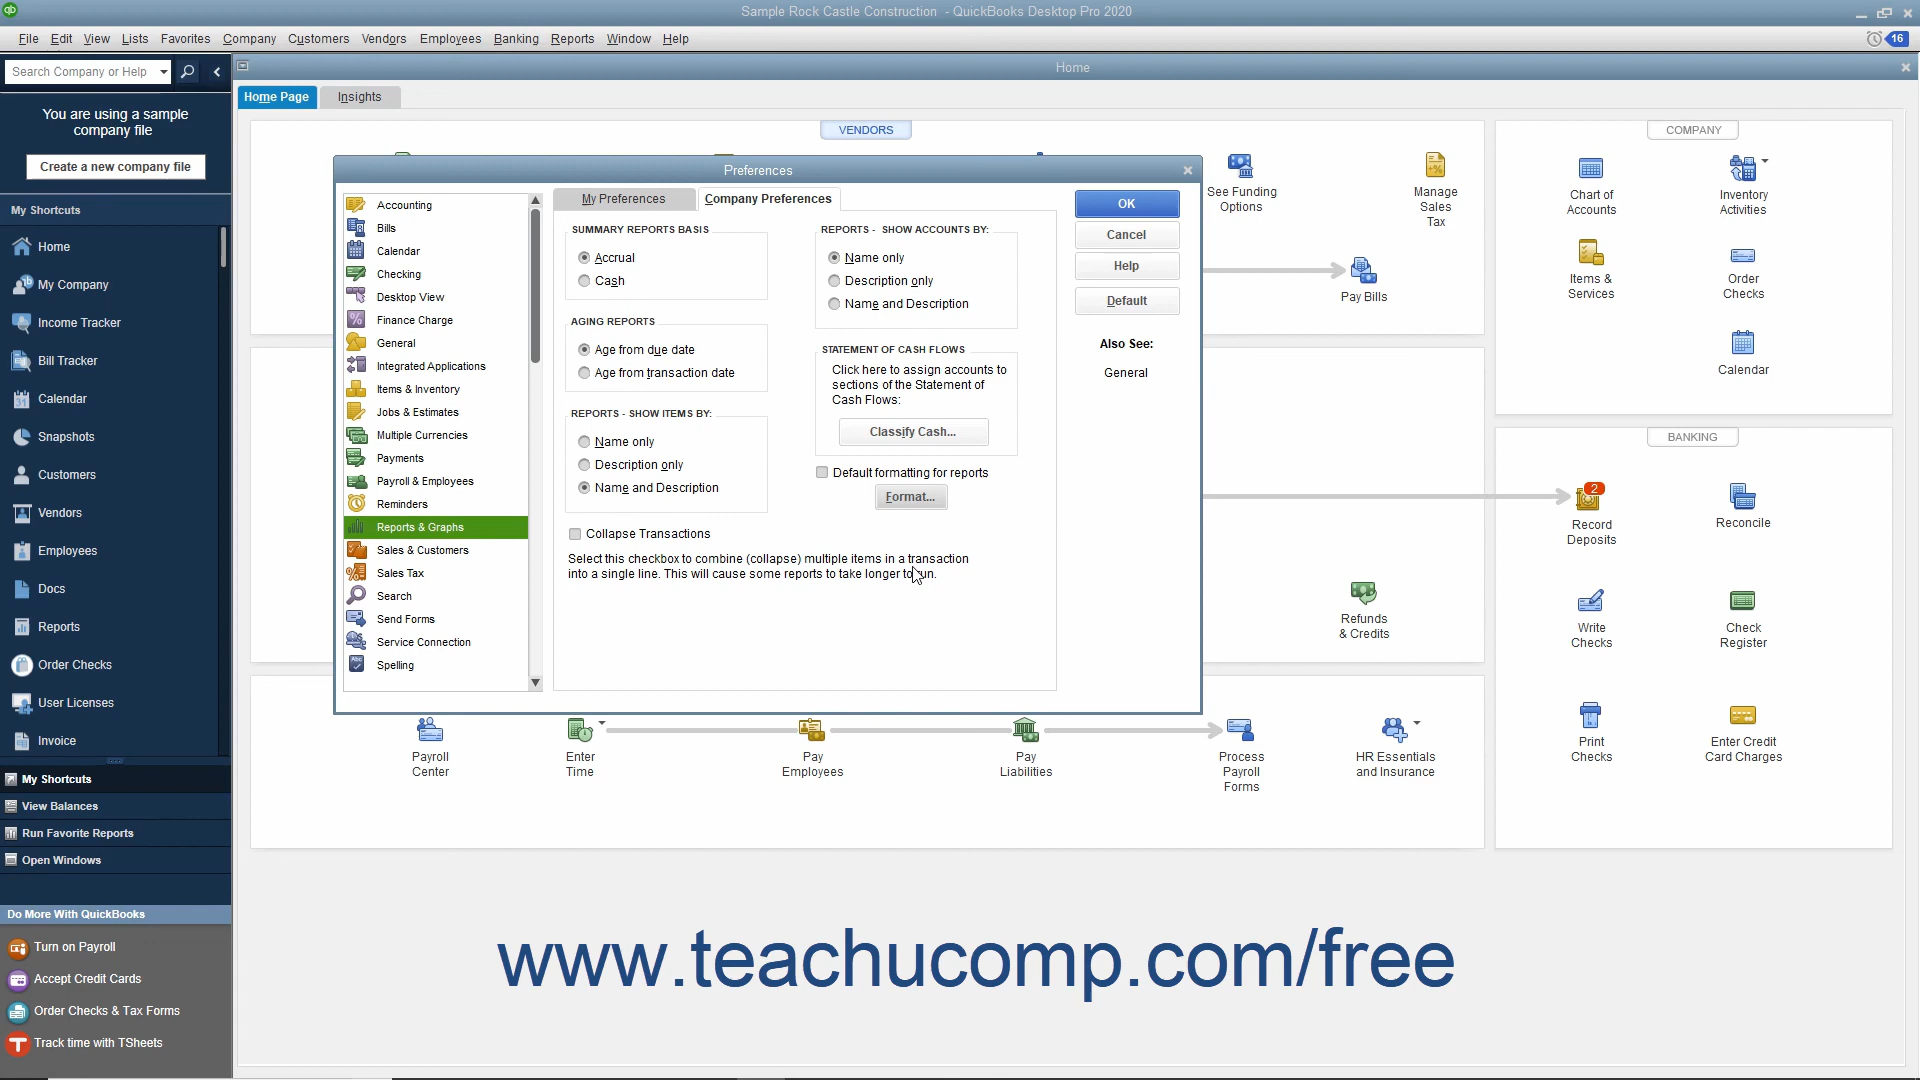 Sample Rock Castle Construction - QuickBooks Desktop Pro 2020
File Edit View Lists Favorites Company Customers Vendors Employees Banking Reports Window Help
16
Search Company or Help
Home
Home Page
Insights
You are using a sample
company file
Create a new company file
My Shortcuts
Home
My Company
Income Tracker
Bill Tracker
Calendar
Snapshots
Customers
Vendors
Employees
Docs
Reports
Order Checks
User Licenses
Invoice
My Shortcuts
View Balances
Run Favorite Reports
Open Windows
Do More With QuickBooks
Turn on Payroll
Accept Credit Cards
Order Checks & Tax Forms
Track time with TSheets
VENDORS
See Funding
Options
Manage
Sales
Tax
Pay Bills
Refunds
& Credits
Preferences
Accounting
Bills
Calendar
Checking
Desktop View
Finance Charge
General
Integrated Applications
Items & Inventory
Jobs & Estimates
Multiple Currencies
Payments
Payroll & Employees
Reminders
Reports & Graphs
Sales & Customers
Sales Tax
Search
Send Forms
Service Connection
Spelling
My Preferences
Company Preferences
SUMMARY REPORTS BASIS
Accrual
Cash
AGING REPORTS
Age from due date
Age from transaction date
REPORTS - SHOW ITEMS BY:
Name only
Description only
Name and Description
REPORTS - SHOW ACCOUNTS BY:
Name only
Description only
Name and Description
STATEMENT OF CASH FLOWS
Click here to assign accounts to
sections of the Statement of
Cash Flows:
Classify Cash...
Default formatting for reports
Format...
Collapse Transactions
Select this checkbox to combine (collapse) multiple items in a transaction
into a single line. This will cause some reports to take longer to run.
OK
Cancel
Help
Default
Also See:
General
Payroll
Center
Enter
Time
Pay
Employees
Pay
Liabilities
Process
Payroll
Forms
HR Essentials
and Insurance
COMPANY
Chart of
Accounts
Inventory
Activities
Items &
Services
Order
Checks
Calendar
BANKING
2
Record
Deposits
Reconcile
Write
Checks
Check
Register
Print
Checks
Enter Credit
Card Charges
www.teachucomp.com/free